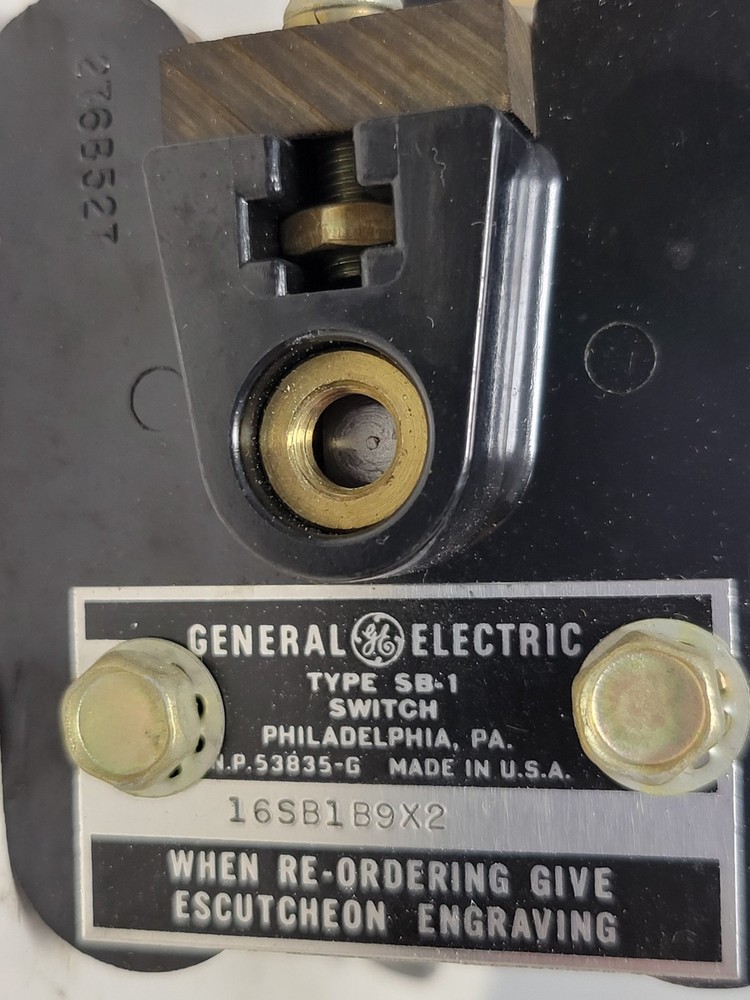 276B527
GENERAL GE ELECTRIC
TYPE SB-1
SWITCH
PHILADELPHIA, PA.
N.P.53835-G MADE IN U.S.A.
16SB1B9X2
WHEN RE-ORDERING GIVE
ESCUTCHEON ENGRAVING